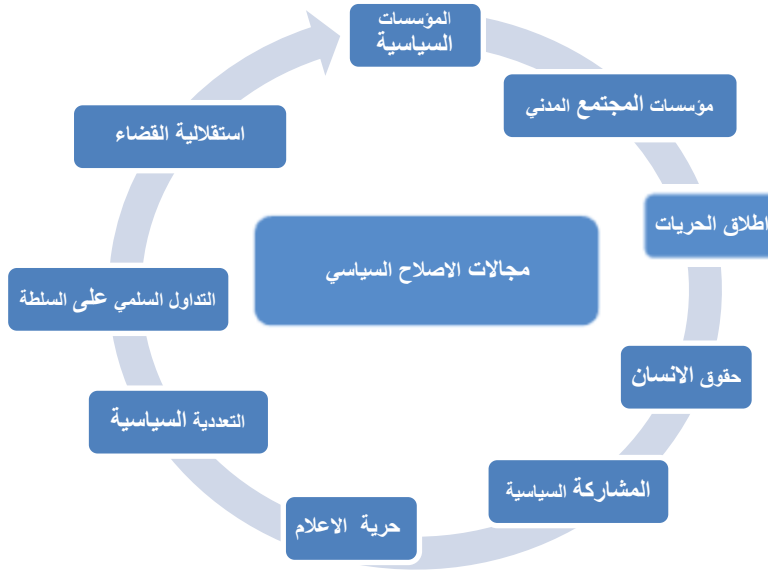 المؤسسات
السياسية
مؤسسات المجتمع المدني
اطلاق الحريات
حقوق الانسان
المشاركة السياسية
حرية الاعلام
التعددية السياسية
التداول السلمي على السلطة
استقلالية القضاء
مجالات الاصلاح السياسي